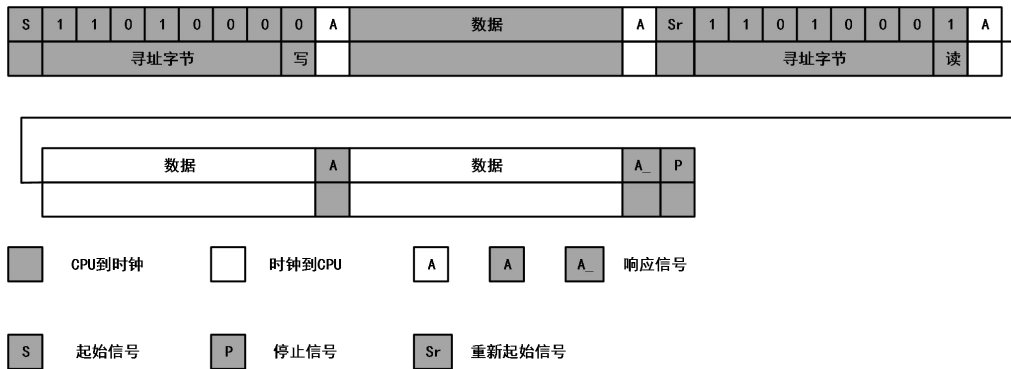 S 1 1 0 1 0 0 0 0 A 数据 A Sr 1 1 0 1 0 0 0 1 A
寻址字节 写 寻址字节 读
数据 A 数据 A_ P
CPU到时钟 时钟到CPU A A A_ 响应信号
S 起始信号 P 停止信号 Sr 重新起始信号